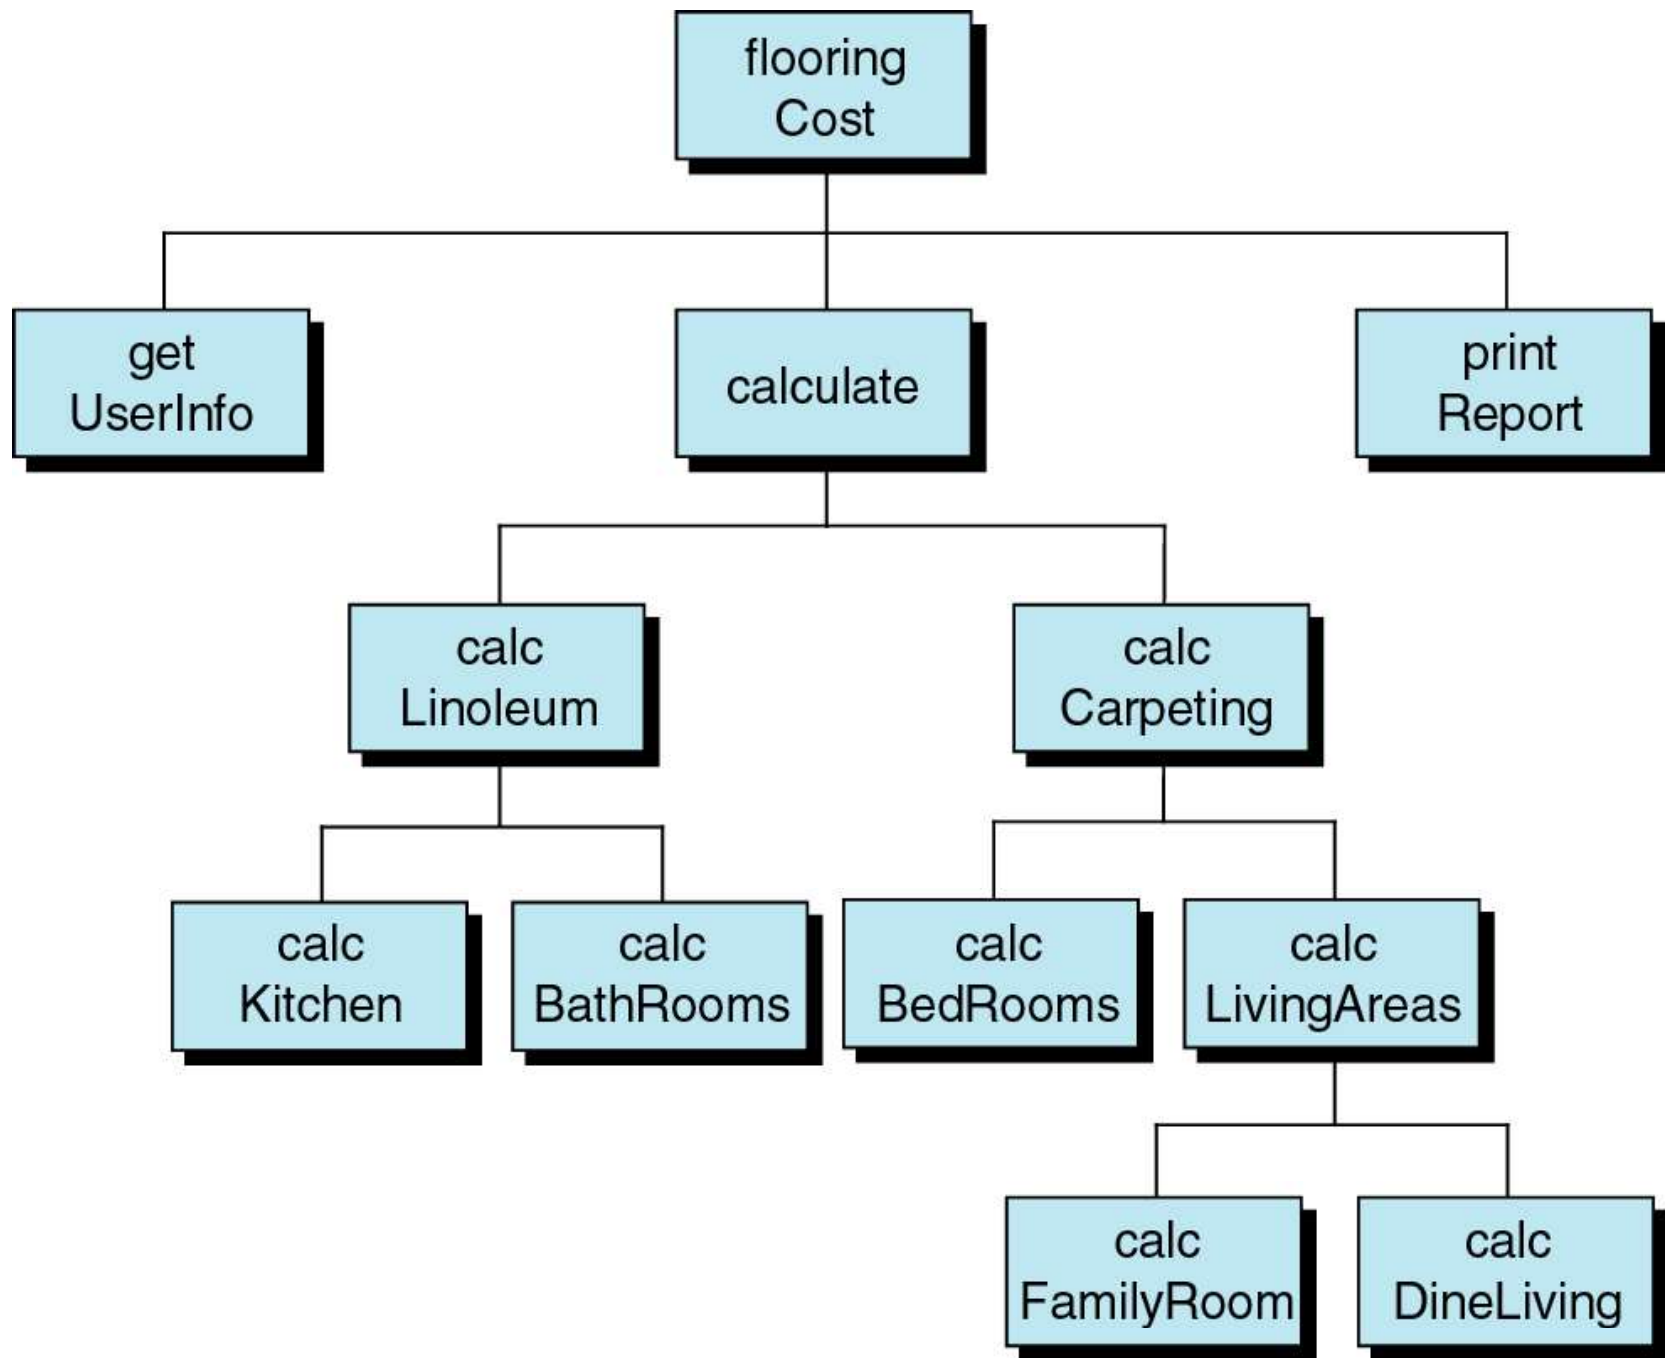 flooring
Cost
get
UserInfo
calculate
print
Report
calc
Linoleum
calc
Carpeting
calc
Kitchen
calc
BathRooms
calc
BedRooms
calc
LivingAreas
calc
FamilyRoom
calc
DineLiving